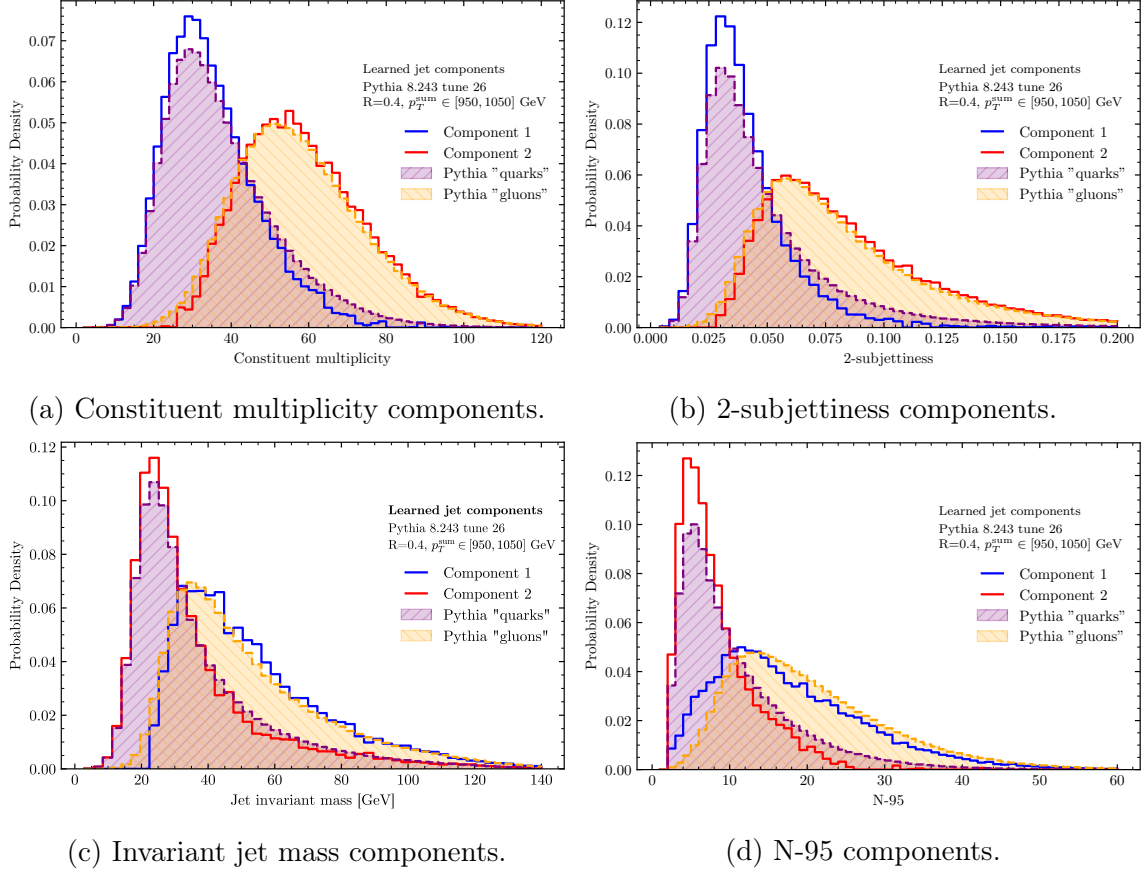 0.07
0.06
0.05
0.04
0.03
0.02
0.01
0.00
Probability Density
Learned jet components
Pythia 8.243 tune 26
R=0.4, p_T^sum ∈ [950, 1050] GeV
Component 1
Component 2
Pythia "quarks"
Pythia "gluons"
0 20 40 60 80 100 120
Constituent multiplicity
(a) Constituent multiplicity components.
0.12
0.10
0.08
0.06
0.04
0.02
0.00
Probability Density
Learned jet components
Pythia 8.243 tune 26
R=0.4, p_T^sum ∈ [950, 1050] GeV
Component 1
Component 2
Pythia "quarks"
Pythia "gluons"
0.000 0.025 0.050 0.075 0.100 0.125 0.150 0.175 0.200
2-subjettiness
(b) 2-subjettiness components.
0.12
0.10
0.08
0.06
0.04
0.02
0.00
Probability Density
Learned jet components
Pythia 8.243 tune 26
R=0.4, p_T^sum ∈ [950, 1050] GeV
Component 1
Component 2
Pythia "quarks"
Pythia "gluons"
0 20 40 60 80 100 120 140
Jet invariant mass [GeV]
(c) Invariant jet mass components.
0.12
0.10
0.08
0.06
0.04
0.02
0.00
Probability Density
Learned jet components
Pythia 8.243 tune 26
R=0.4, p_T^sum ∈ [950, 1050] GeV
Component 1
Component 2
Pythia "quarks"
Pythia "gluons"
0 10 20 30 40 50 60
N-95
(d) N-95 components.